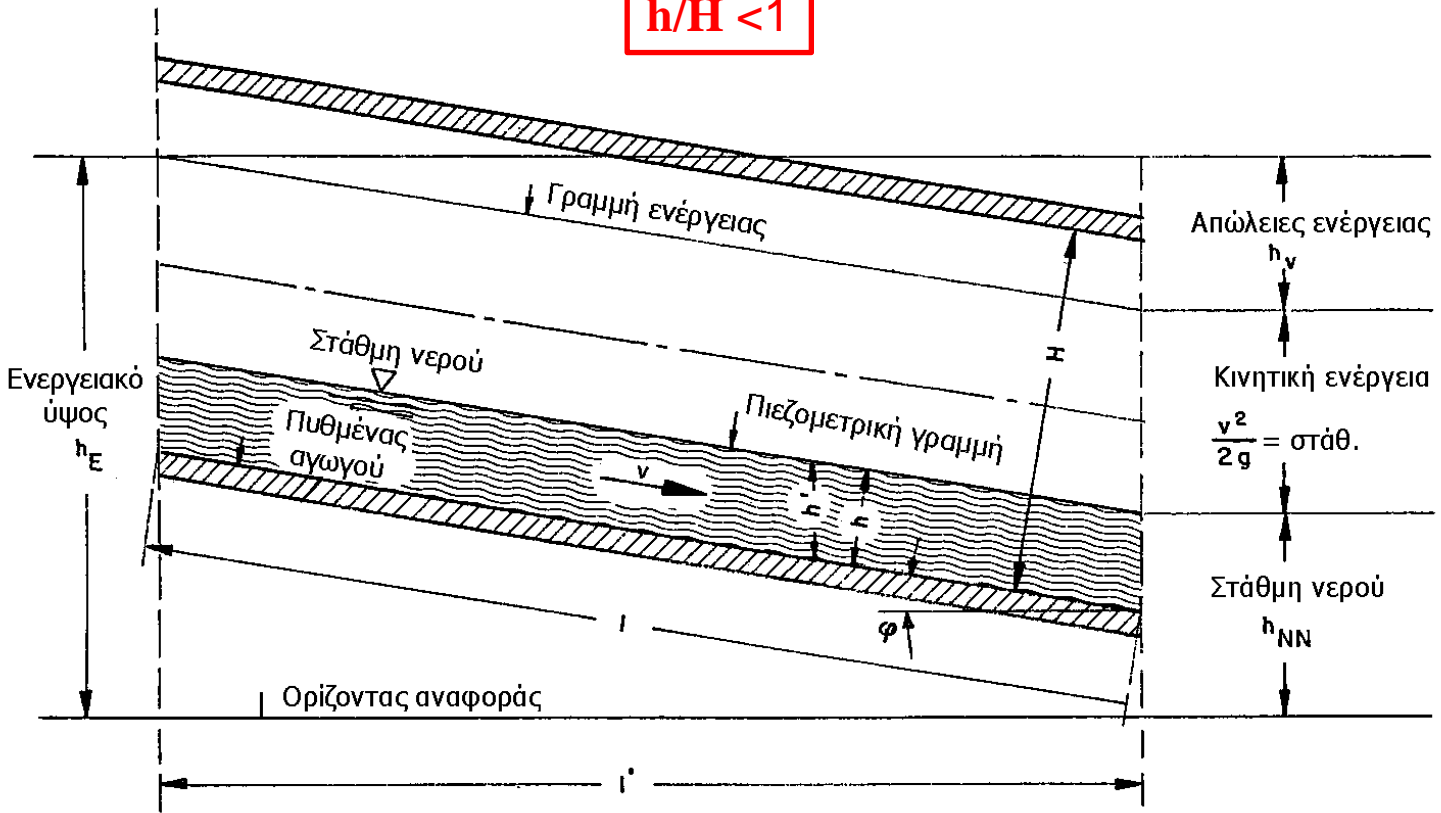 h/H <1
Γραμμή ενέργειας
Απώλειες ενέργειας
h_v
Στάθμη νερού
H
Ενεργειακό
ύψος
h_E
Κινητική ενέργεια
v²/2g = στάθ.
Πιεζομετρική γραμμή
Πυθμένας
αγωγού
v
h'
h
Στάθμη νερού
h_NN
φ
l
Ορίζοντας αναφοράς
l'